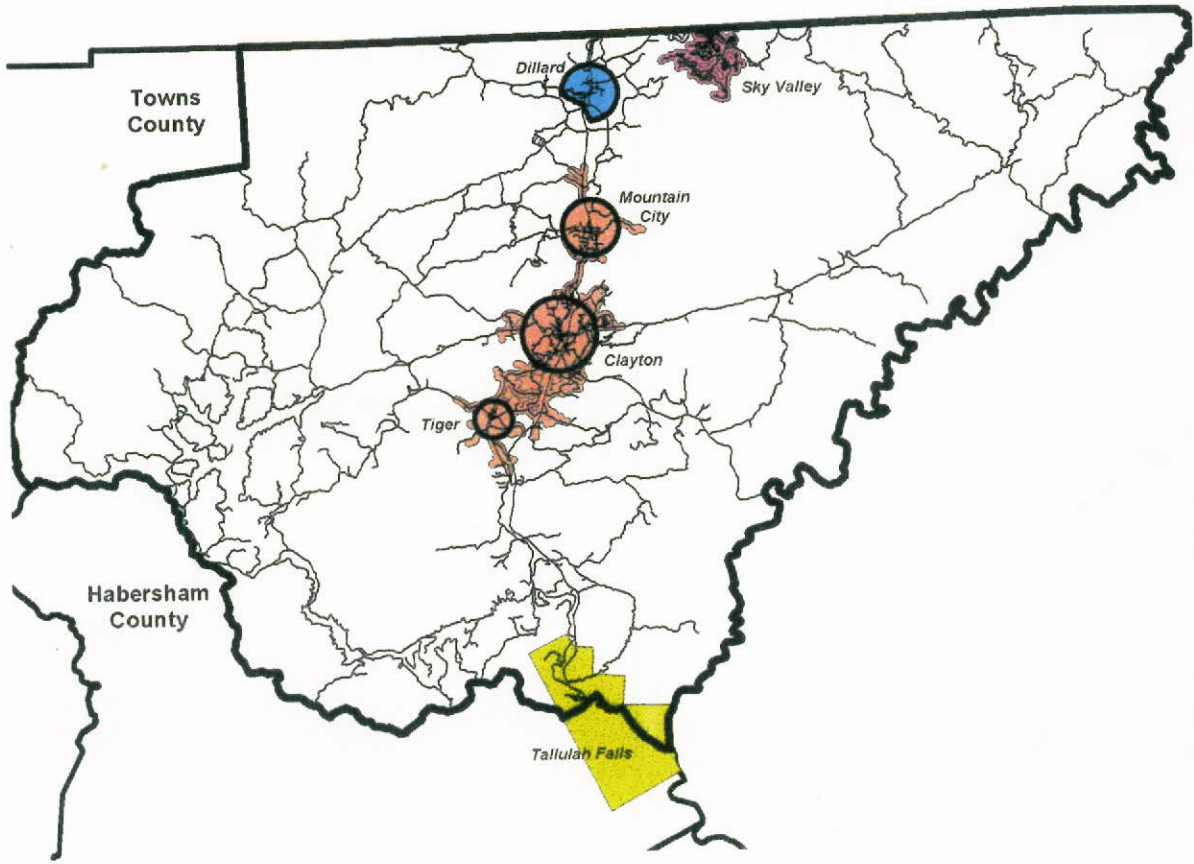 Dillard
Sky Valley
Towns
County
Mountain
City
Clayton
Tiger
Habersham
County
Tallulah Falls